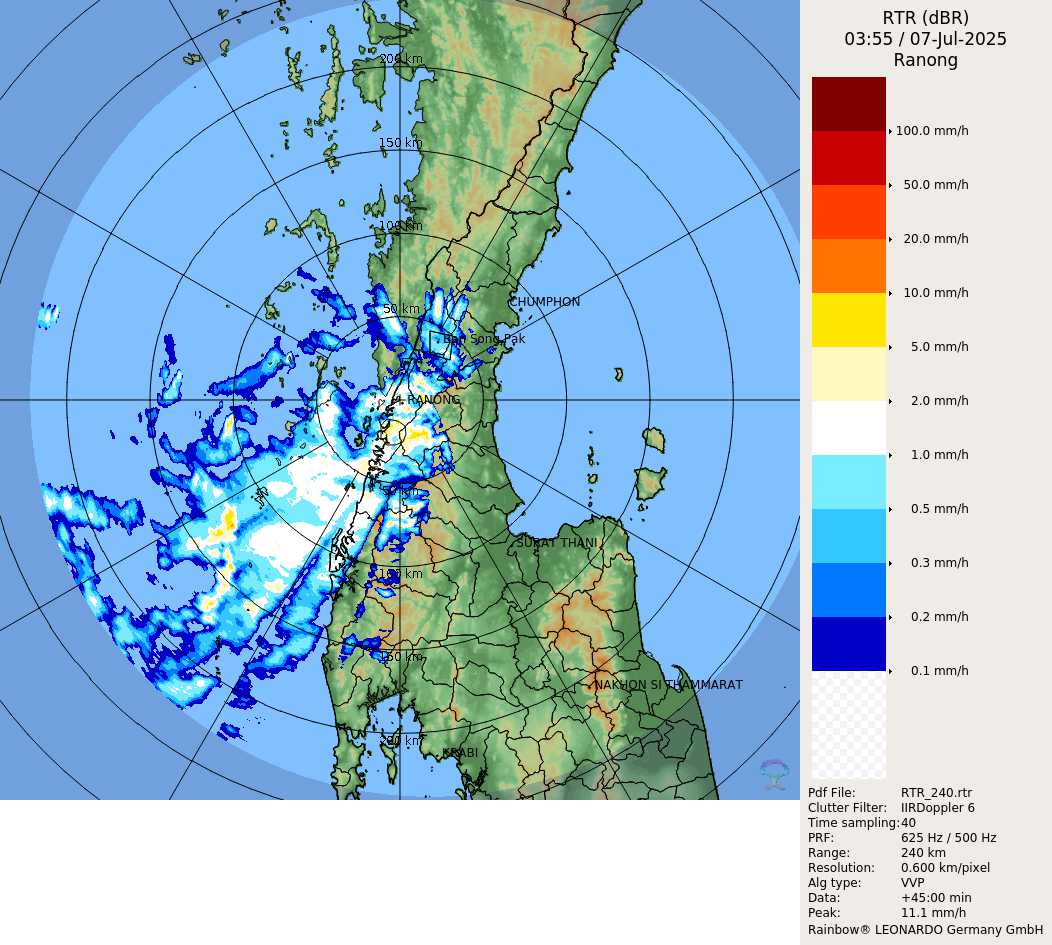 RTR (dBR)
03:55 / 07-Jul-2025
Ranong
100.0 mm/h
50.0 mm/h
20.0 mm/h
10.0 mm/h
5.0 mm/h
2.0 mm/h
1.0 mm/h
0.5 mm/h
0.3 mm/h
0.2 mm/h
0.1 mm/h
200 km
150 km
100 km
50 km
CHUMPHON
Ban Song Pak
RANONG
50 km
SURAT THANI
100 km
150 km
NAKHON SI THAMMARAT
200 km
KRABI
Pdf File: RTR_240.rtr
Clutter Filter: IIRDoppler 6
Time sampling: 40
PRF: 625 Hz / 500 Hz
Range: 240 km
Resolution: 0.600 km/pixel
Alg type: VVP
Data: +45:00 min
Peak: 11.1 mm/h
Rainbow® LEONARDO Germany GmbH